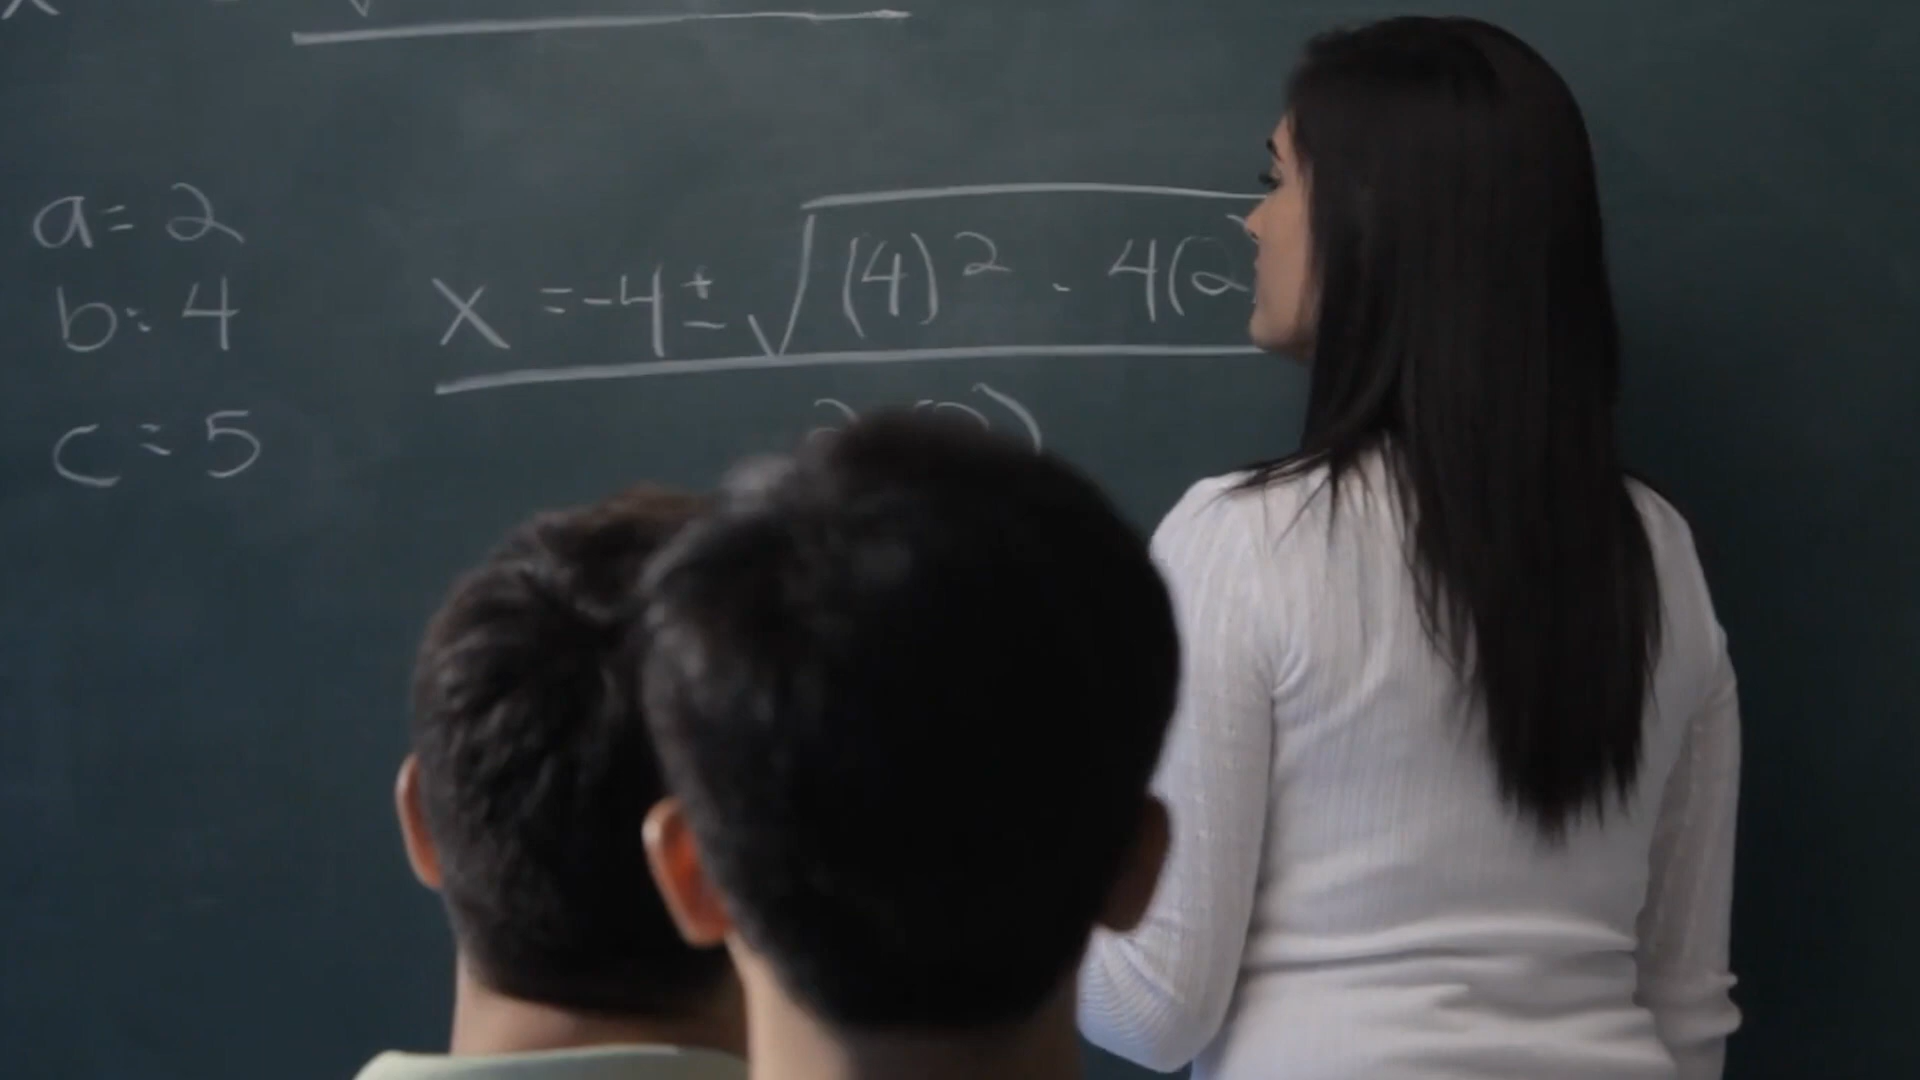 a=2
b: 4
x =-4 ± √(4)² - 4(2
c=5